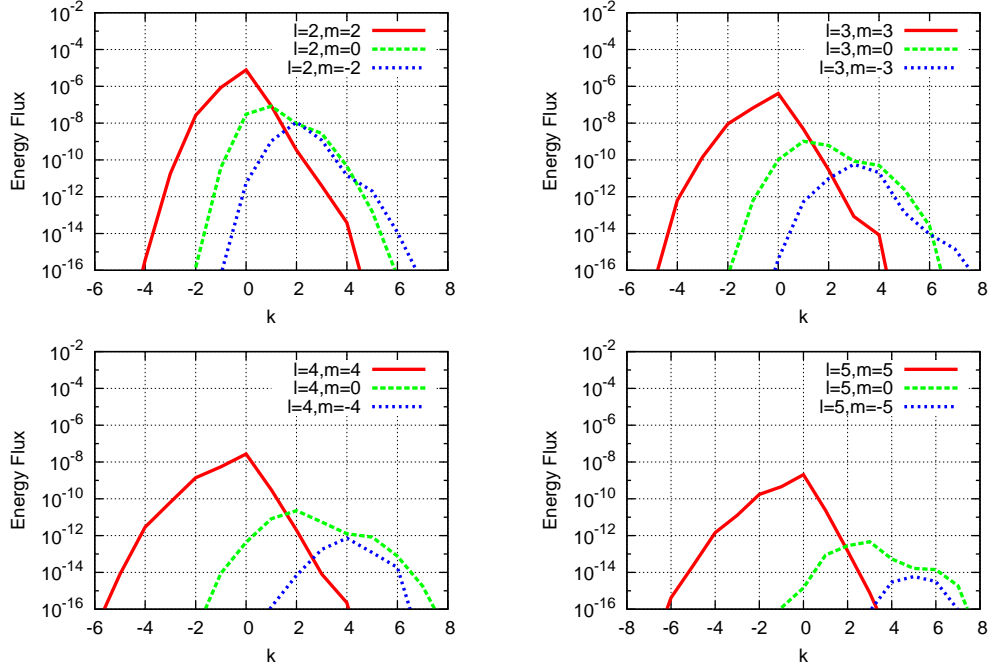 10^-2
10^-4
10^-6
10^-8
10^-10
10^-12
10^-14
10^-16
Energy Flux
-6 -4 -2 0 2 4 6 8
k
l=2,m=2
l=2,m=0
l=2,m=-2
10^-2
10^-4
10^-6
10^-8
10^-10
10^-12
10^-14
10^-16
Energy Flux
-6 -4 -2 0 2 4 6 8
k
l=3,m=3
l=3,m=0
l=3,m=-3
10^-2
10^-4
10^-6
10^-8
10^-10
10^-12
10^-14
10^-16
Energy Flux
-6 -4 -2 0 2 4 6 8
k
l=4,m=4
l=4,m=0
l=4,m=-4
10^-2
10^-4
10^-6
10^-8
10^-10
10^-12
10^-14
10^-16
Energy Flux
-8 -6 -4 -2 0 2 4 6 8
k
l=5,m=5
l=5,m=0
l=5,m=-5